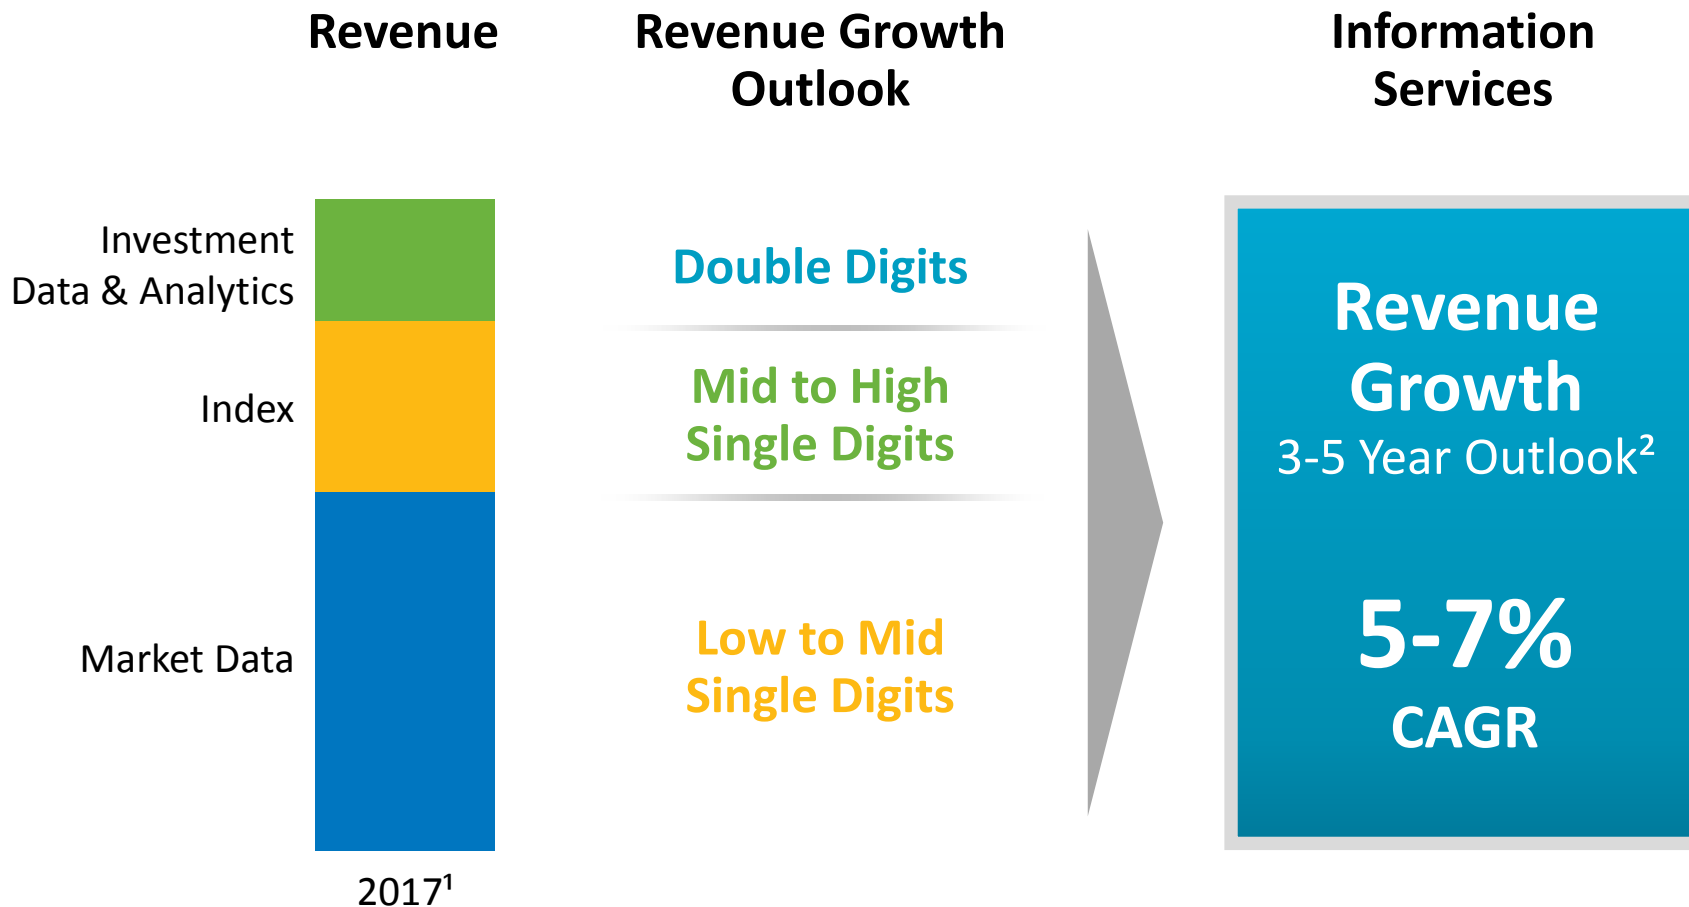 Revenue
Revenue Growth
Outlook
Information
Services
Investment
Data & Analytics
Index
Market Data
2017¹
Double Digits
Mid to High
Single Digits
Low to Mid
Single Digits
Revenue
Growth
3-5 Year Outlook²
5-7%
CAGR